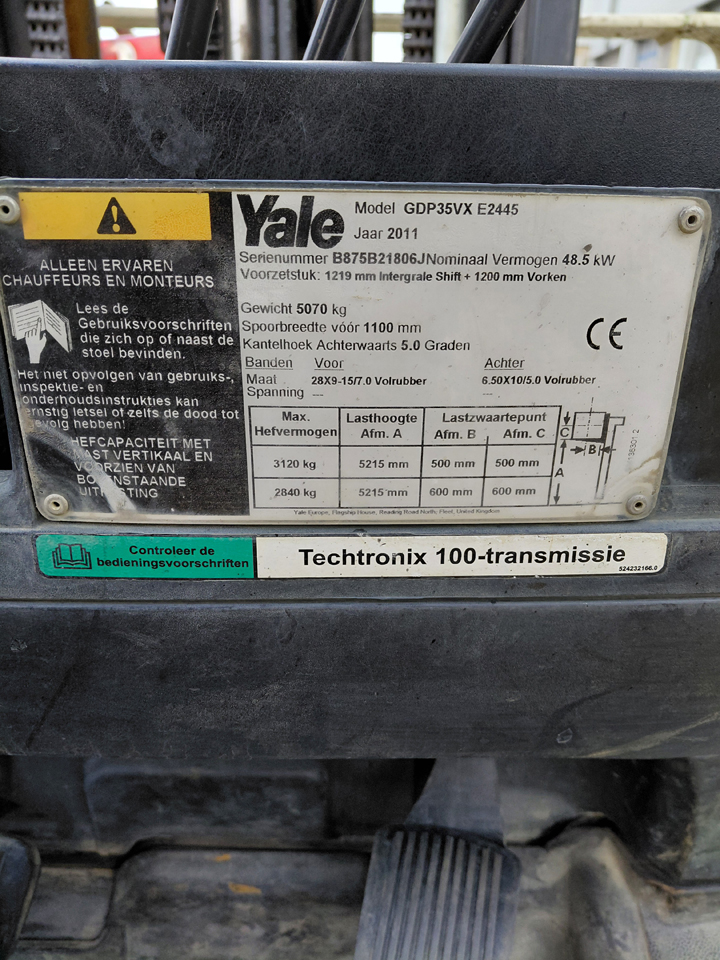 Yale
Model GDP35VX E2445
Jaar 2011
Serienummer B875B21806J Nominaal Vermogen 48.5 kW
Voorzetstuk: 1219 mm Intergrale Shift + 1200 mm Vorken
ALLEEN ERVAREN
CHAUFFEURS EN MONTEURS
Lees de
Gebruiksvoorschriften
die zich op of naast de
stoel bevinden.
Het niet opvolgen van gebruiks-,
inspektie- en
onderhoudsinstrukties kan
ernstig letsel of zelfs de dood tot
gevolg hebben!
HEFCAPACITEIT MET
MAST VERTIKAAL EN
VOORZIEN VAN
BOVENSTAANDE
UITRUSTING
Gewicht 5070 kg
Spoorbreedte vóór 1100 mm
Kantelhoek Achterwaarts 5.0 Graden
CE
Banden Voor Achter
Maat 28X9-15/7.0 Volrubber 6.50X10/5.0 Volrubber
Spanning --- ---
Max. Hefvermogen Lasthoogte Afm. A Lastzwaartepunt Afm. B Afm. C
3120 kg 5215 mm 500 mm 500 mm
2840 kg 5215 mm 600 mm 600 mm
C
B
A
Yale Europe, Flagship House, Reading Road North, Fleet, United Kingdom
Controleer de
bedieningsvoorschriften
Techtronix 100-transmissie
524232166.0